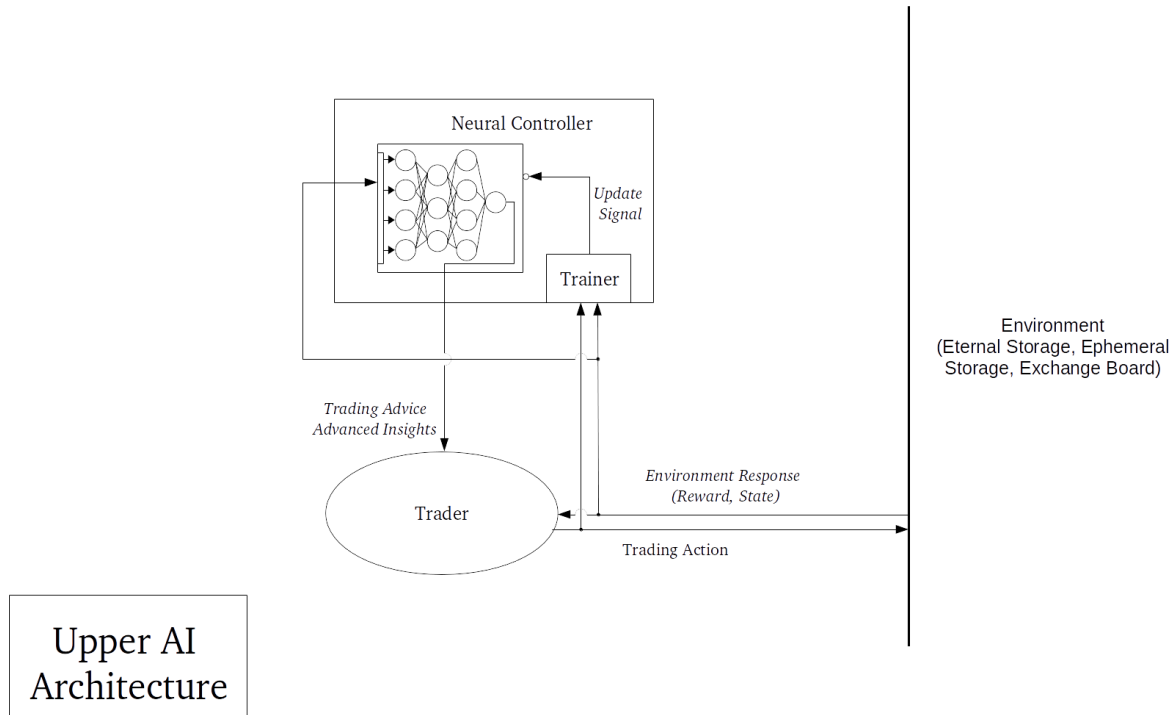 Neural Controller
Update
Signal
Trainer
Environment
(Eternal Storage, Ephemeral
Storage, Exchange Board)
Trading Advice
Advanced Insights
Environment Response
(Reward, State)
Trader
Trading Action
Upper AI
Architecture